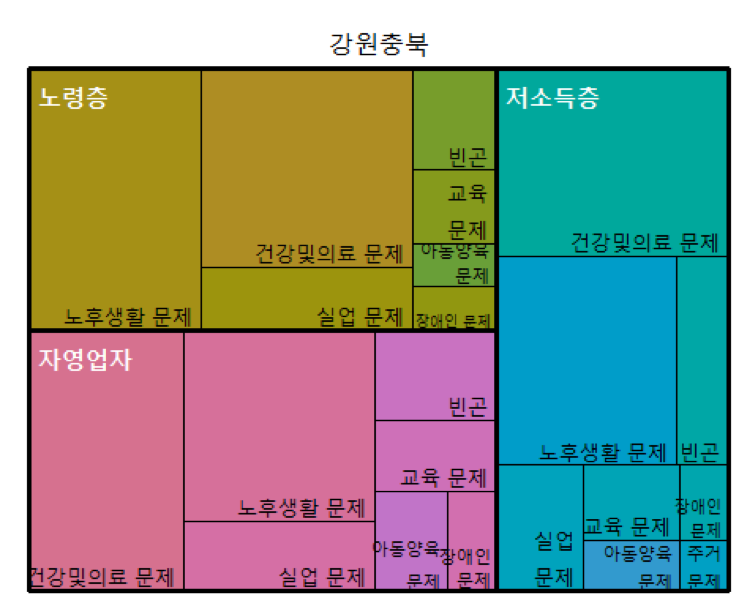 강원충북
노령층
노후생활 문제
건강및의료 문제
실업 문제
빈곤
교육
문제
아동양육
문제
장애인 문제
자영업자
건강및의료 문제
노후생활 문제
실업 문제
빈곤
교육 문제
아동양육
문제
장애인
문제
저소득층
건강및의료 문제
노후생활 문제
빈곤
실업
문제
교육 문제
아동양육
문제
장애인
문제
주거
문제